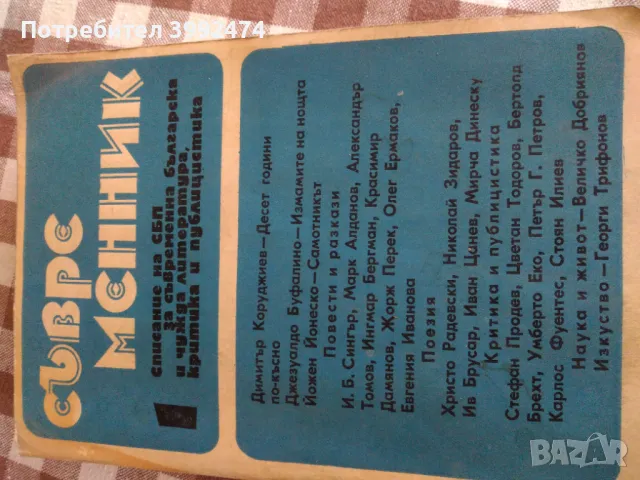 Потребител 3982474
СЪВРЕ
МЕННИК
Списание на СБП
за съвременна българска
и чужда литература,
критика и публицистика
1
Димитър Коруджиев—Десет години
по-късно
Джезуалдо Буфалино—Измамите на нощта
Йожен Йонеско—Самотникът
Повести и разкази
И. Б. Сингър, Марк Алданов, Александър
Томов, Ингмар Бергман, Красимир
Дамянов, Жорж Перек, Олег Ермаков,
Евгения Иванова
Поезия
Христо Радевски, Николай Зидаров,
Ив Брусар, Иван Цанев, Мирча Динеску
Критика и публицистика
Стефан Продев, Цветан Тодоров, Бертолд
Брехт, Умберто Еко, Петър Г. Петров,
Карлос Фуентес, Стоян Илиев
Наука и живот—Величко Добриянов
Изкуство—Георги Трифонов
BAZAR